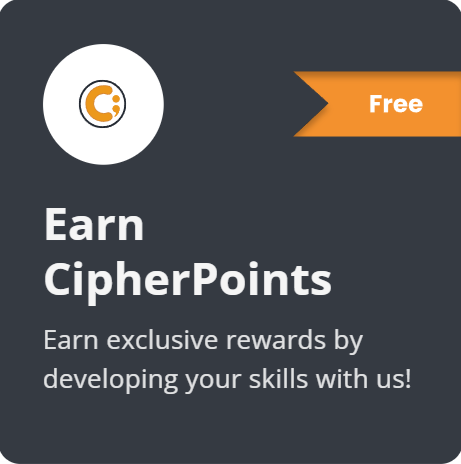 Free
Earn
CipherPoints
Earn exclusive rewards by
developing your skills with us!